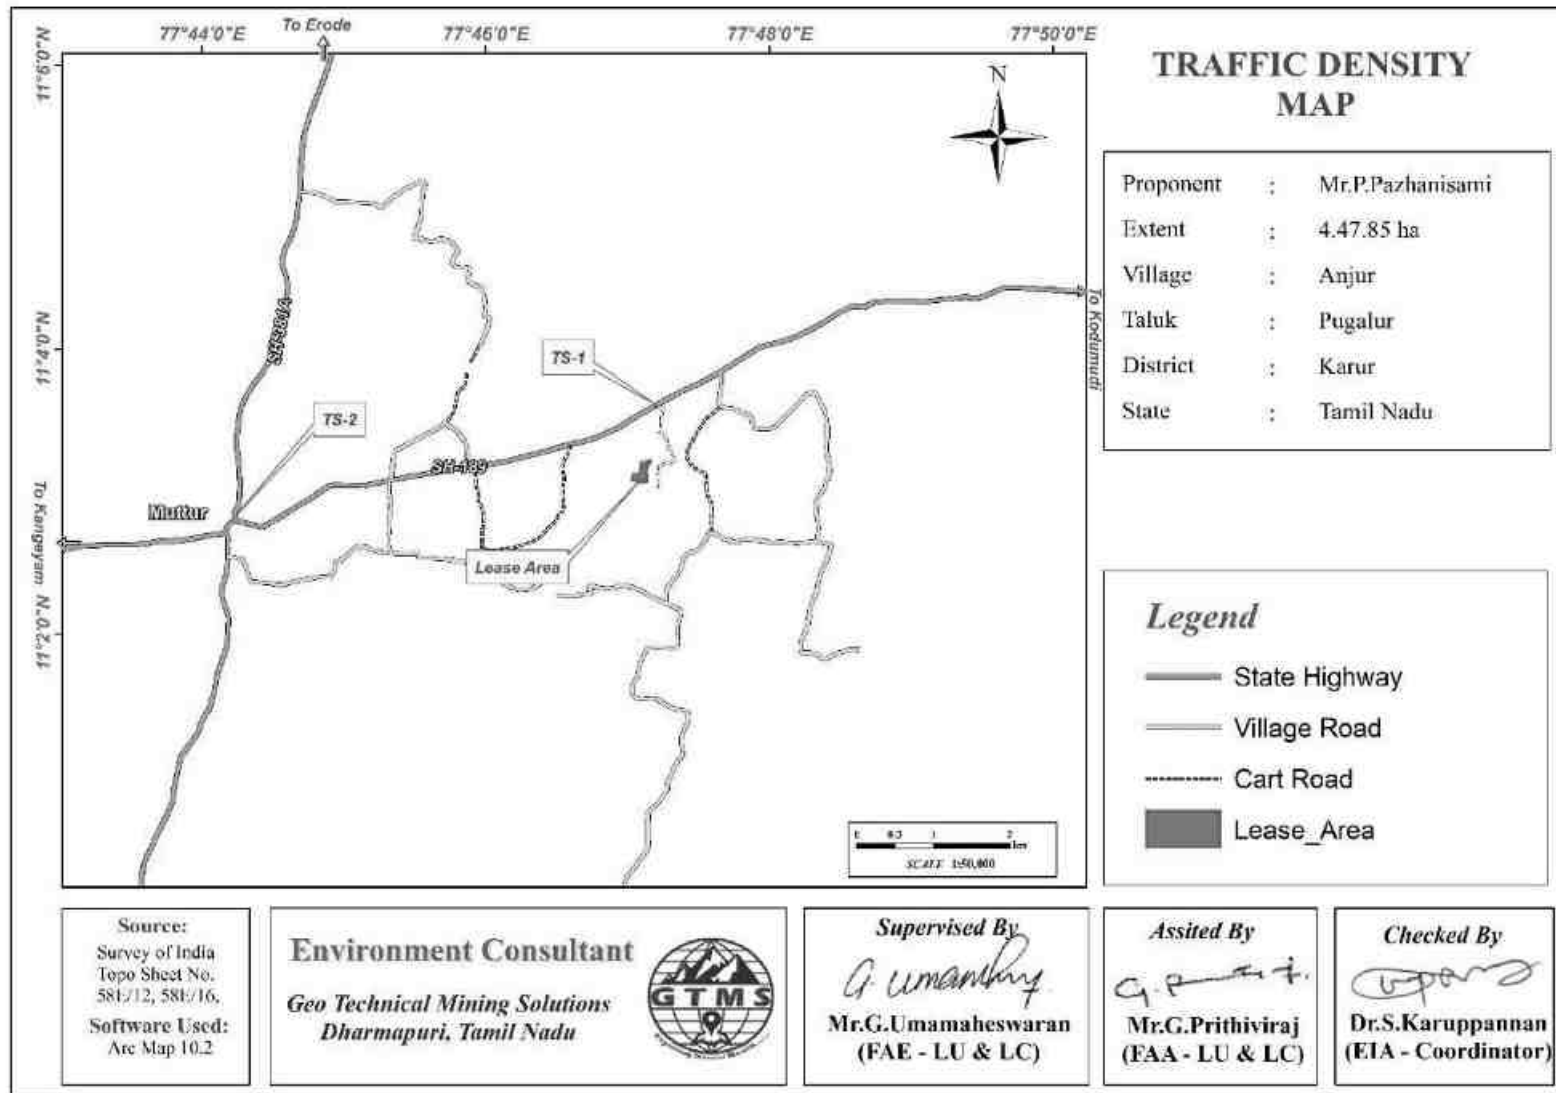 To Erode
77°44'0"E
77°46'0"E
77°48'0"E
77°50'0"E
11°6'0"N
11°4'0"N
11°2'0"N
To Kangeyam
To Kodumudi
N
TS-1
TS-2
SH-189
Muttur
Lease Area
SCALE 1:50,000
km
TRAFFIC DENSITY
MAP
Proponent : Mr.P.Pazhanisami
Extent : 4.47.85 ha
Village : Anjur
Taluk : Pugalur
District : Karur
State : Tamil Nadu
Legend
State Highway
Village Road
Cart Road
Lease_Area
Source:
Survey of India
Topo Sheet No.
58E/12, 58E/16.
Software Used:
Arc Map 10.2
Environment Consultant
Geo Technical Mining Solutions
Dharmapuri, Tamil Nadu
GTMS
Supervised By
Mr.G.Umamaheswaran
(FAE - LU & LC)
Assited By
Mr.G.Prithiviraj
(FAA - LU & LC)
Checked By
Dr.S.Karuppannan
(EIA - Coordinator)